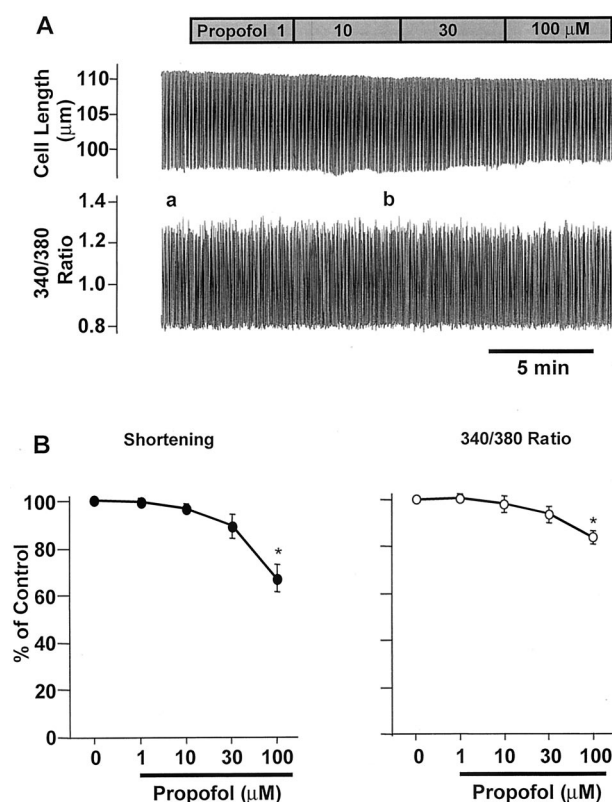 A
Propofol 1 10 30 100 μM
Cell Length
(μm)
110
105
100
a b
340/380
Ratio
1.4
1.2
1.0
0.8
5 min
B
Shortening 340/380 Ratio
% of Control
100
80
60
40
20
0
* *
0 1 10 30 100 0 1 10 30 100
Propofol (μM) Propofol (μM)